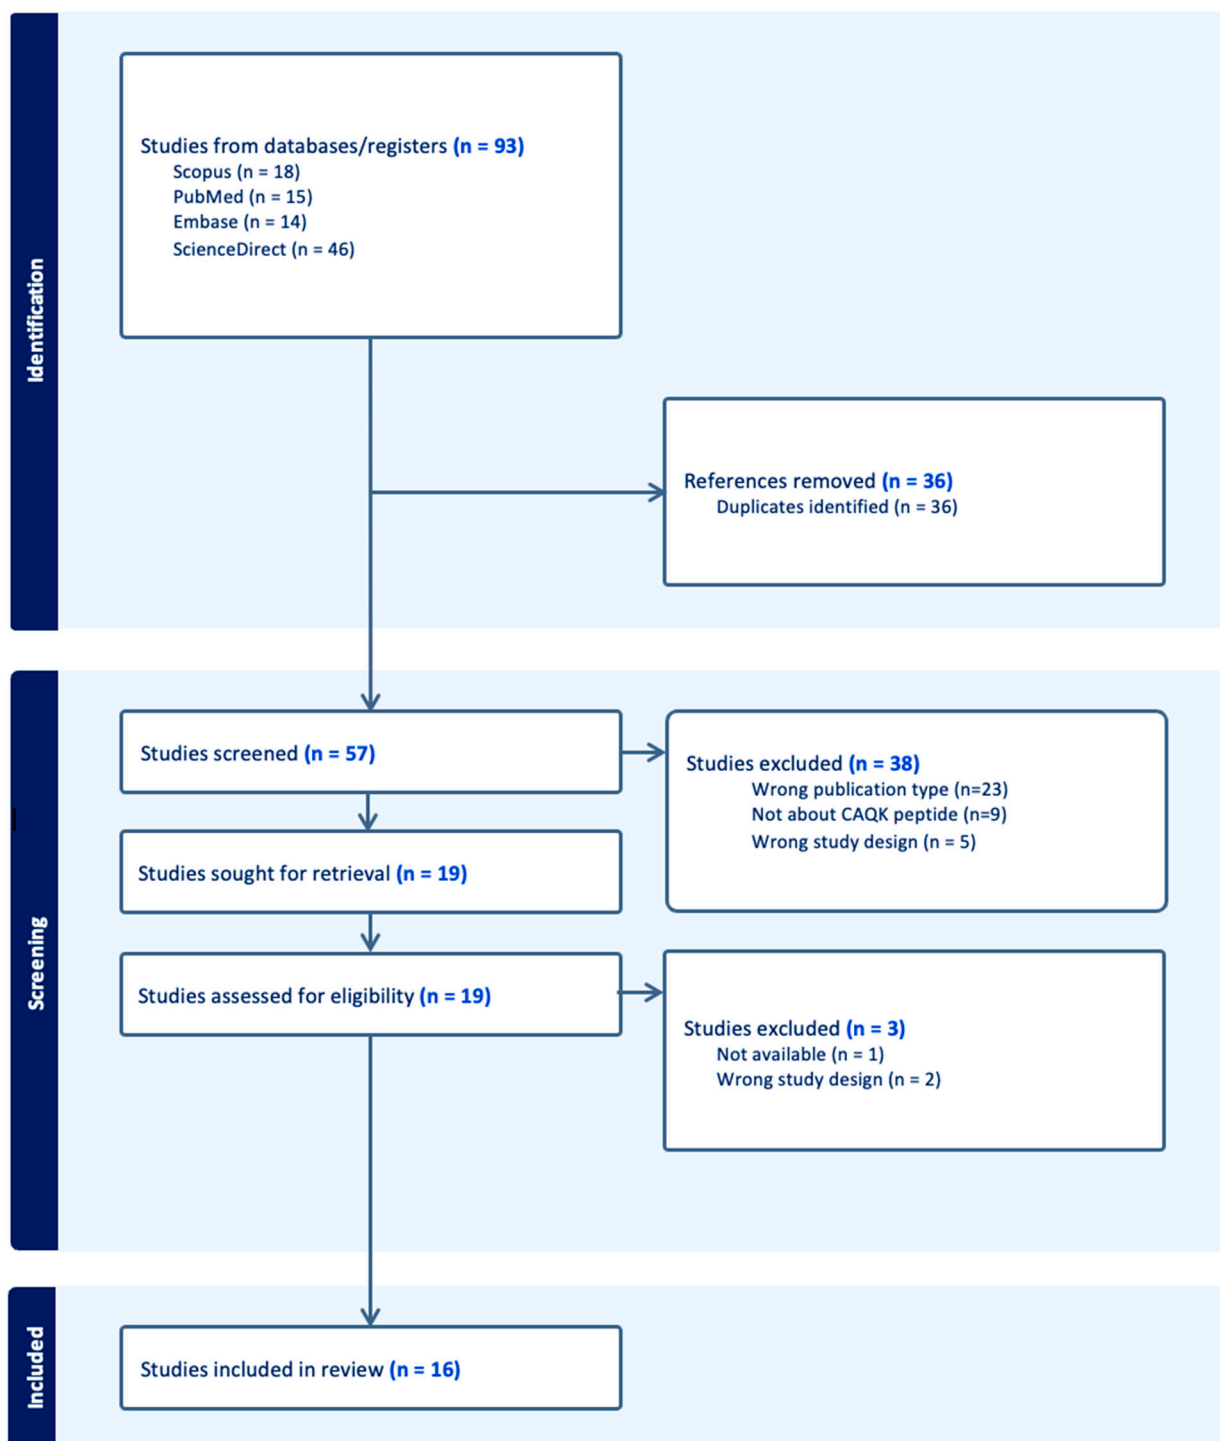 Identification
Studies from databases/registers (n = 93)
Scopus (n = 18)
PubMed (n = 15)
Embase (n = 14)
ScienceDirect (n = 46)
References removed (n = 36)
Duplicates identified (n = 36)
Screening
Studies screened (n = 57)
Studies excluded (n = 38)
Wrong publication type (n=23)
Not about CAQK peptide (n=9)
Wrong study design (n = 5)
Studies sought for retrieval (n = 19)
Studies assessed for eligibility (n = 19)
Studies excluded (n = 3)
Not available (n = 1)
Wrong study design (n = 2)
Included
Studies included in review (n = 16)